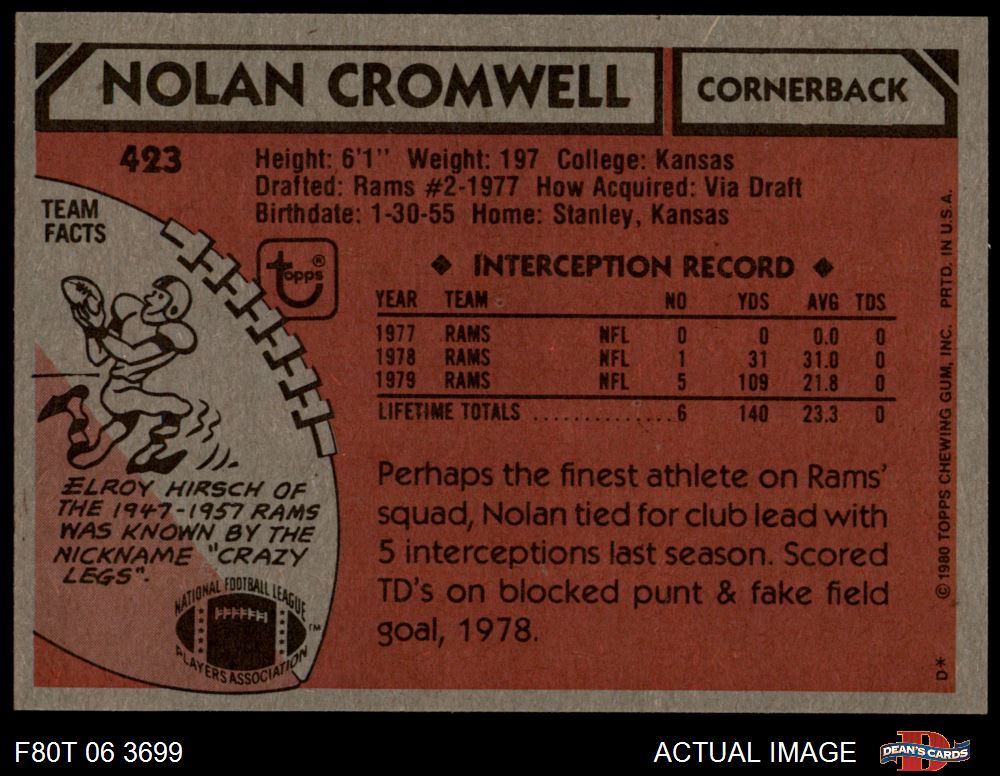 NOLAN CROMWELL
CORNERBACK
423
Height: 6'1" Weight: 197 College: Kansas
Drafted: Rams #2-1977 How Acquired: Via Draft
Birthdate: 1-30-55 Home: Stanley, Kansas
TEAM
FACTS
topps®
◆ INTERCEPTION RECORD ◆
YEAR TEAM NO YDS AVG TDS
1977 RAMS NFL 0 0 0.0 0
1978 RAMS NFL 1 31 31.0 0
1979 RAMS NFL 5 109 21.8 0
LIFETIME TOTALS ............. 6 140 23.3 0
Perhaps the finest athlete on Rams'
squad, Nolan tied for club lead with
5 interceptions last season. Scored
TD's on blocked punt & fake field
goal, 1978.
ELROY HIRSCH OF
THE 1947-1957 RAMS
WAS KNOWN BY THE
NICKNAME "CRAZY
LEGS".
NATIONAL FOOTBALL LEAGUE
PLAYERS ASSOCIATION
TM
D* © 1980 TOPPS CHEWING GUM, INC. PRTD. IN U.S.A.
F80T 06 3699
ACTUAL IMAGE
D
DEAN'S CARDS